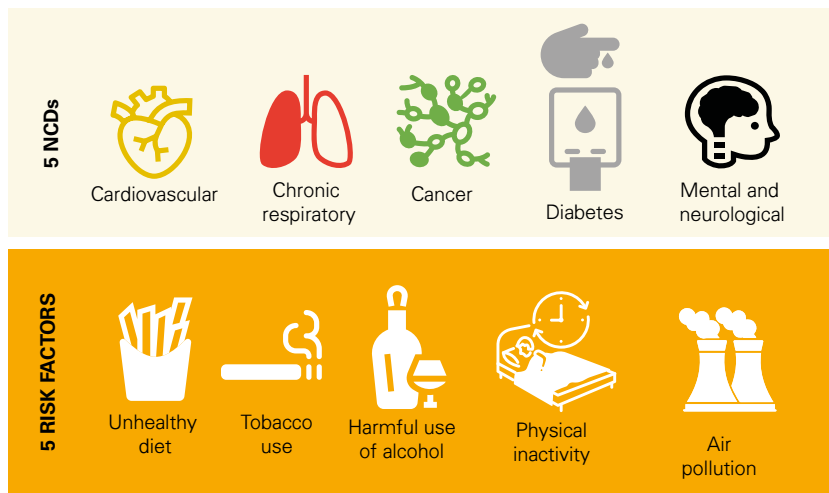 5 NCDs
Cardiovascular
Chronic
respiratory
Cancer
Diabetes
Mental and
neurological
5 RISK FACTORS
Unhealthy
diet
Tobacco
use
Harmful use
of alcohol
Physical
inactivity
Air
pollution